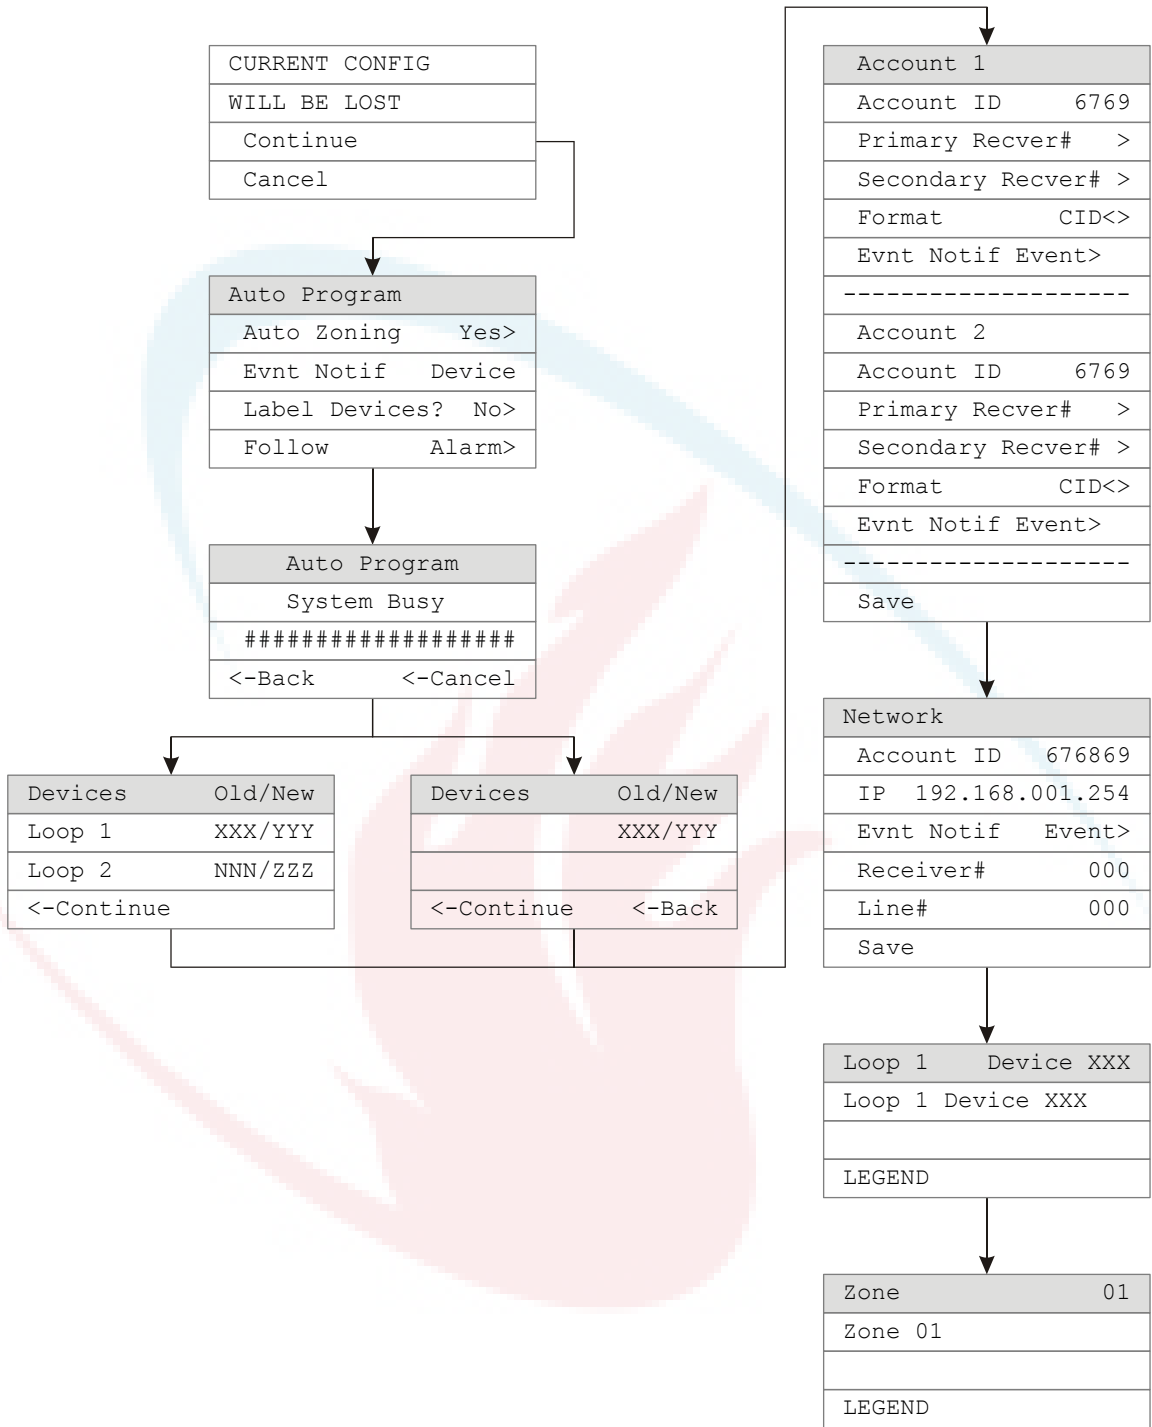 CURRENT CONFIG
WILL BE LOST
Continue
Cancel
Auto Program
Auto Zoning Yes>
Evnt Notif Device
Label Devices? No>
Follow Alarm>
Auto Program
System Busy
###################
<-Back <-Cancel
Devices Old/New
Loop 1 XXX/YYY
Loop 2 NNN/ZZZ
<-Continue
Devices Old/New
XXX/YYY
<-Continue <-Back
Account 1
Account ID 6769
Primary Recver# >
Secondary Recver# >
Format CID<>
Evnt Notif Event>
--------------------
Account 2
Account ID 6769
Primary Recver# >
Secondary Recver# >
Format CID<>
Evnt Notif Event>
--------------------
Save
Network
Account ID 676869
IP 192.168.001.254
Evnt Notif Event>
Receiver# 000
Line# 000
Save
Loop 1 Device XXX
Loop 1 Device XXX
LEGEND
Zone 01
Zone 01
LEGEND